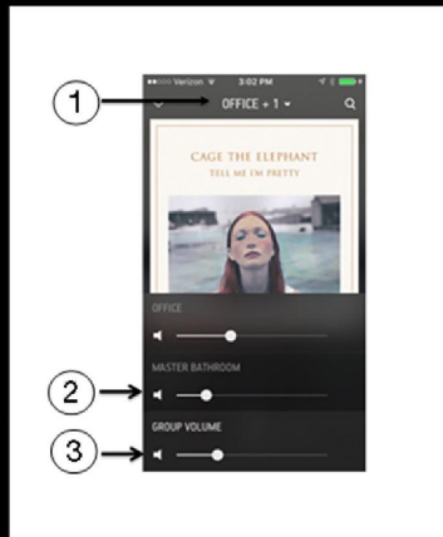 Verizon 3:02 PM
1
OFFICE + 1
CAGE THE ELEPHANT
TELL ME I'M PRETTY
OFFICE
MASTER BATHROOM
2
GROUP VOLUME
3